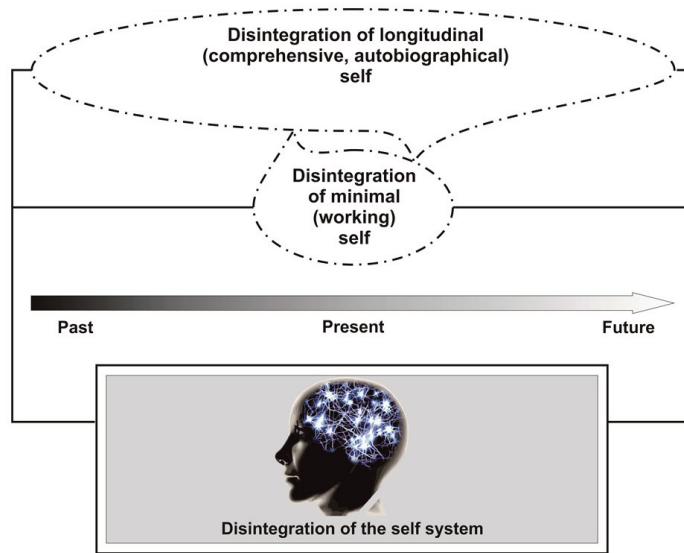 Disintegration of longitudinal
(comprehensive, autobiographical)
self
Disintegration
of minimal
(working)
self
Past Present Future
Disintegration of the self system